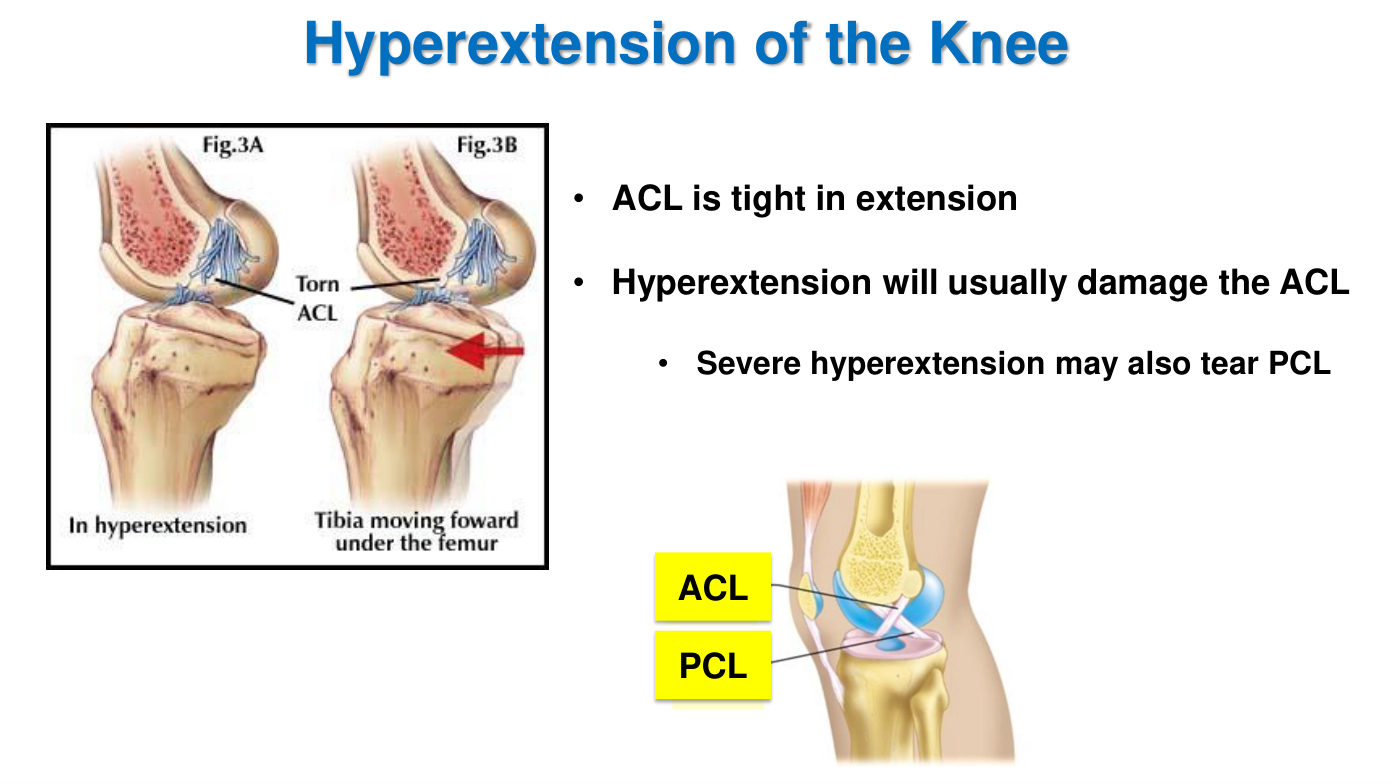 Hyperextension of the Knee
Fig.3A
Fig.3B
Torn
ACL
In hyperextension
Tibia moving foward
under the femur
• ACL is tight in extension
• Hyperextension will usually damage the ACL
• Severe hyperextension may also tear PCL
ACL
PCL